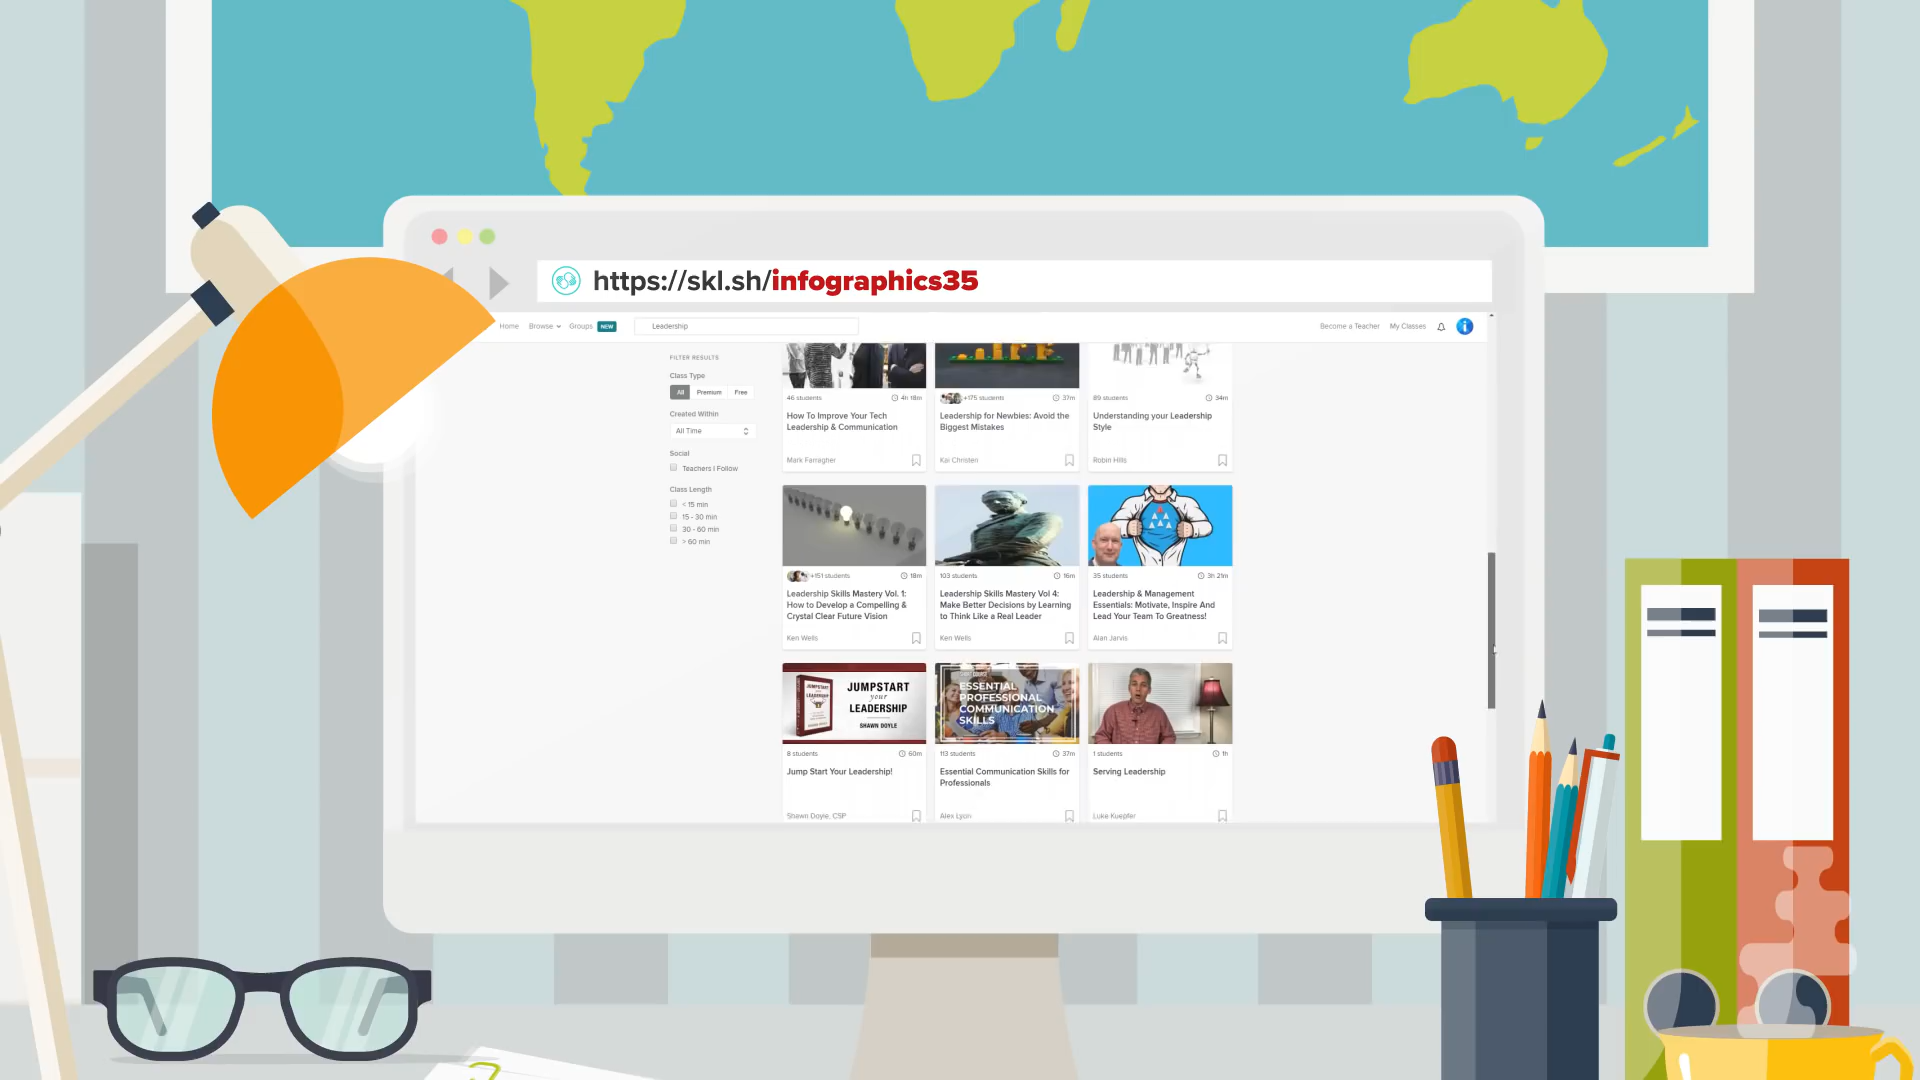 https://skl.sh/infographics35
Home Browse Groups NEW Leadership Become a Teacher My Classes
FILTER RESULTS
Class Type
All Premium Free
Created Within
All Time
Social
Teachers I Follow
Class Length
< 15 min
15 - 30 min
30 - 60 min
> 60 min
46 students 4h 18m
How To Improve Your Tech
Leadership & Communication
Mark Farragher
+175 students 37m
Leadership for Newbies: Avoid the
Biggest Mistakes
Kai Christen
89 students 34m
Understanding your Leadership
Style
Robin Hills
+151 students 18m
Leadership Skills Mastery Vol. 1:
How to Develop a Compelling &
Crystal Clear Future Vision
Ken Wells
103 students 16m
Leadership Skills Mastery Vol 4:
Make Better Decisions by Learning
to Think Like a Real Leader
Ken Wells
35 students 3h 21m
Leadership & Management
Essentials: Motivate, Inspire And
Lead Your Team To Greatness!
Alan Jarvis
JUMPSTART
your
LEADERSHIP
SHAWN DOYLE
8 students 60m
Jump Start Your Leadership!
Shawn Doyle, CSP
ESSENTIAL
PROFESSIONAL
COMMUNICATION
SKILLS
113 students 37m
Essential Communication Skills for
Professionals
Alex Lyon
1 students 1h
Serving Leadership
Luke Kuepfer